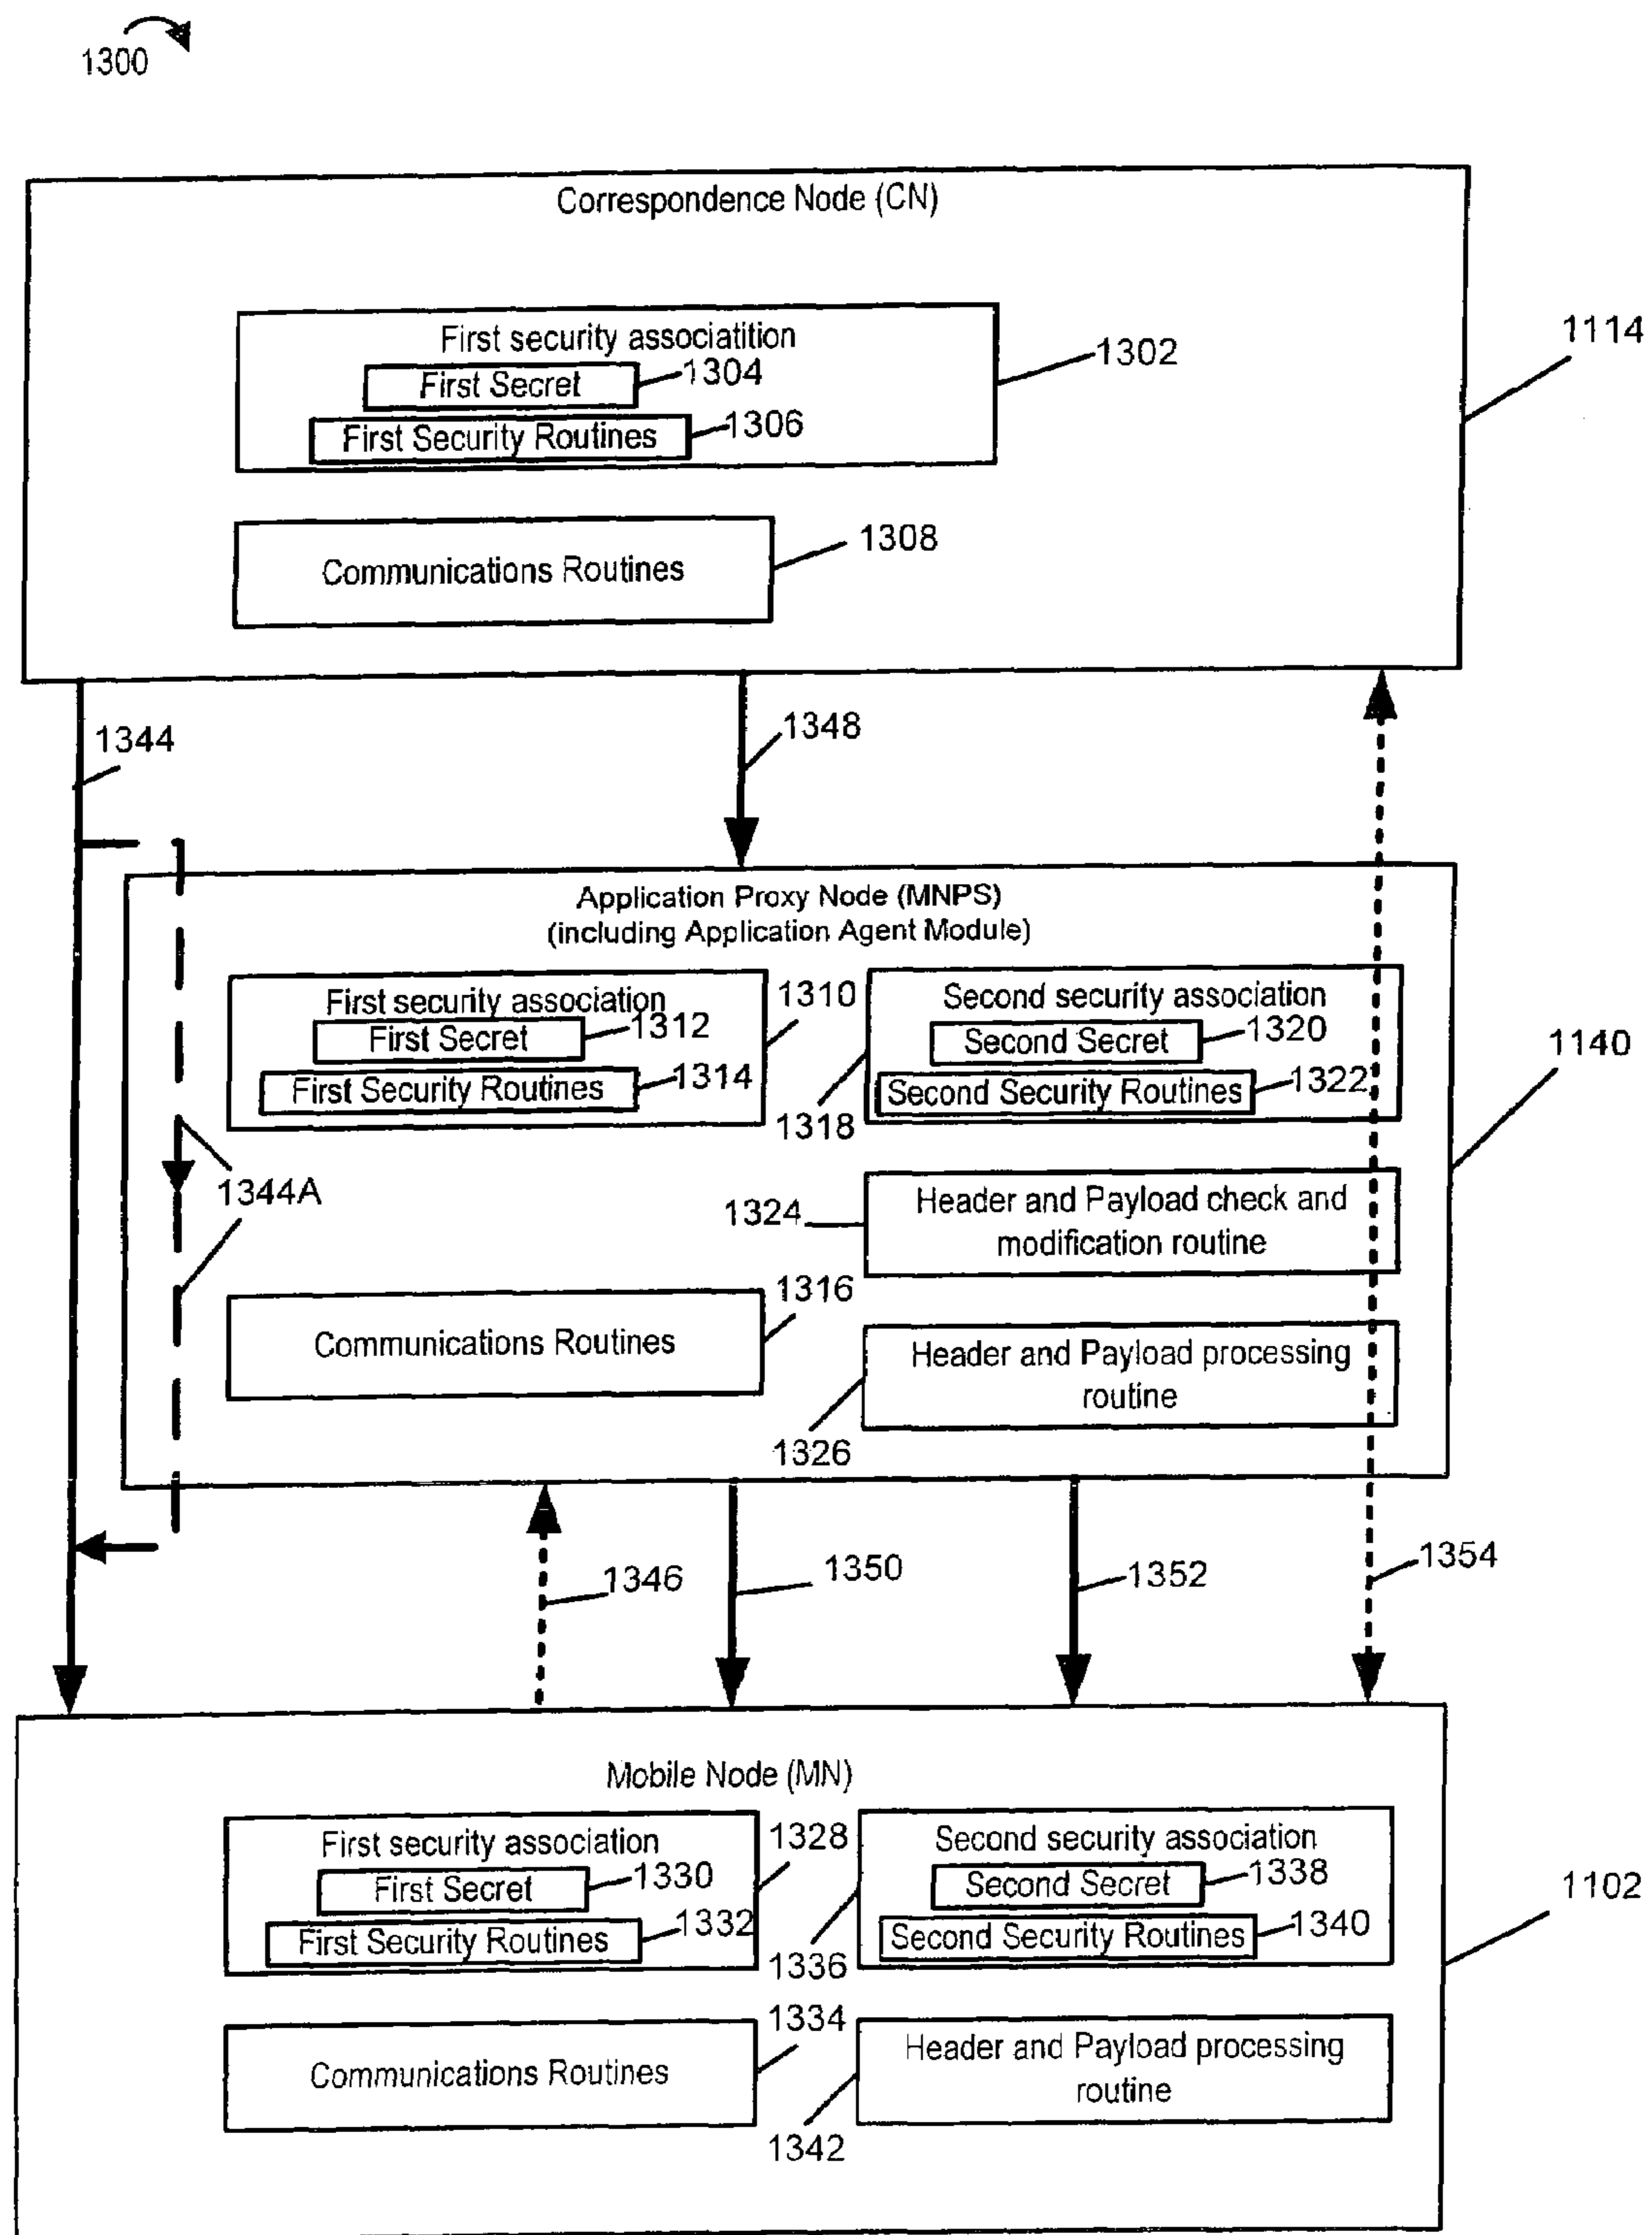 1300
Correspondence Node (CN)
First security associatition
First Secret
1304
First Security Routines
1306
1302
1114
Communications Routines
1308
1344
1348
Application Proxy Node (MNPS)
(including Application Agent Module)
First security association
First Secret
1312
First Security Routines
1314
1310
Second security association
Second Secret
1320
Second Security Routines
1322
1318
1140
1344A
1324
Header and Payload check and
modification routine
1316
Communications Routines
Header and Payload processing
routine
1326
1346
1350
1352
1354
Mobile Node (MN)
First security association
First Secret
1330
First Security Routines
1332
1328
Second security association
Second Secret
1338
Second Security Routines
1340
1336
1102
1334
Communications Routines
Header and Payload processing
routine
1342